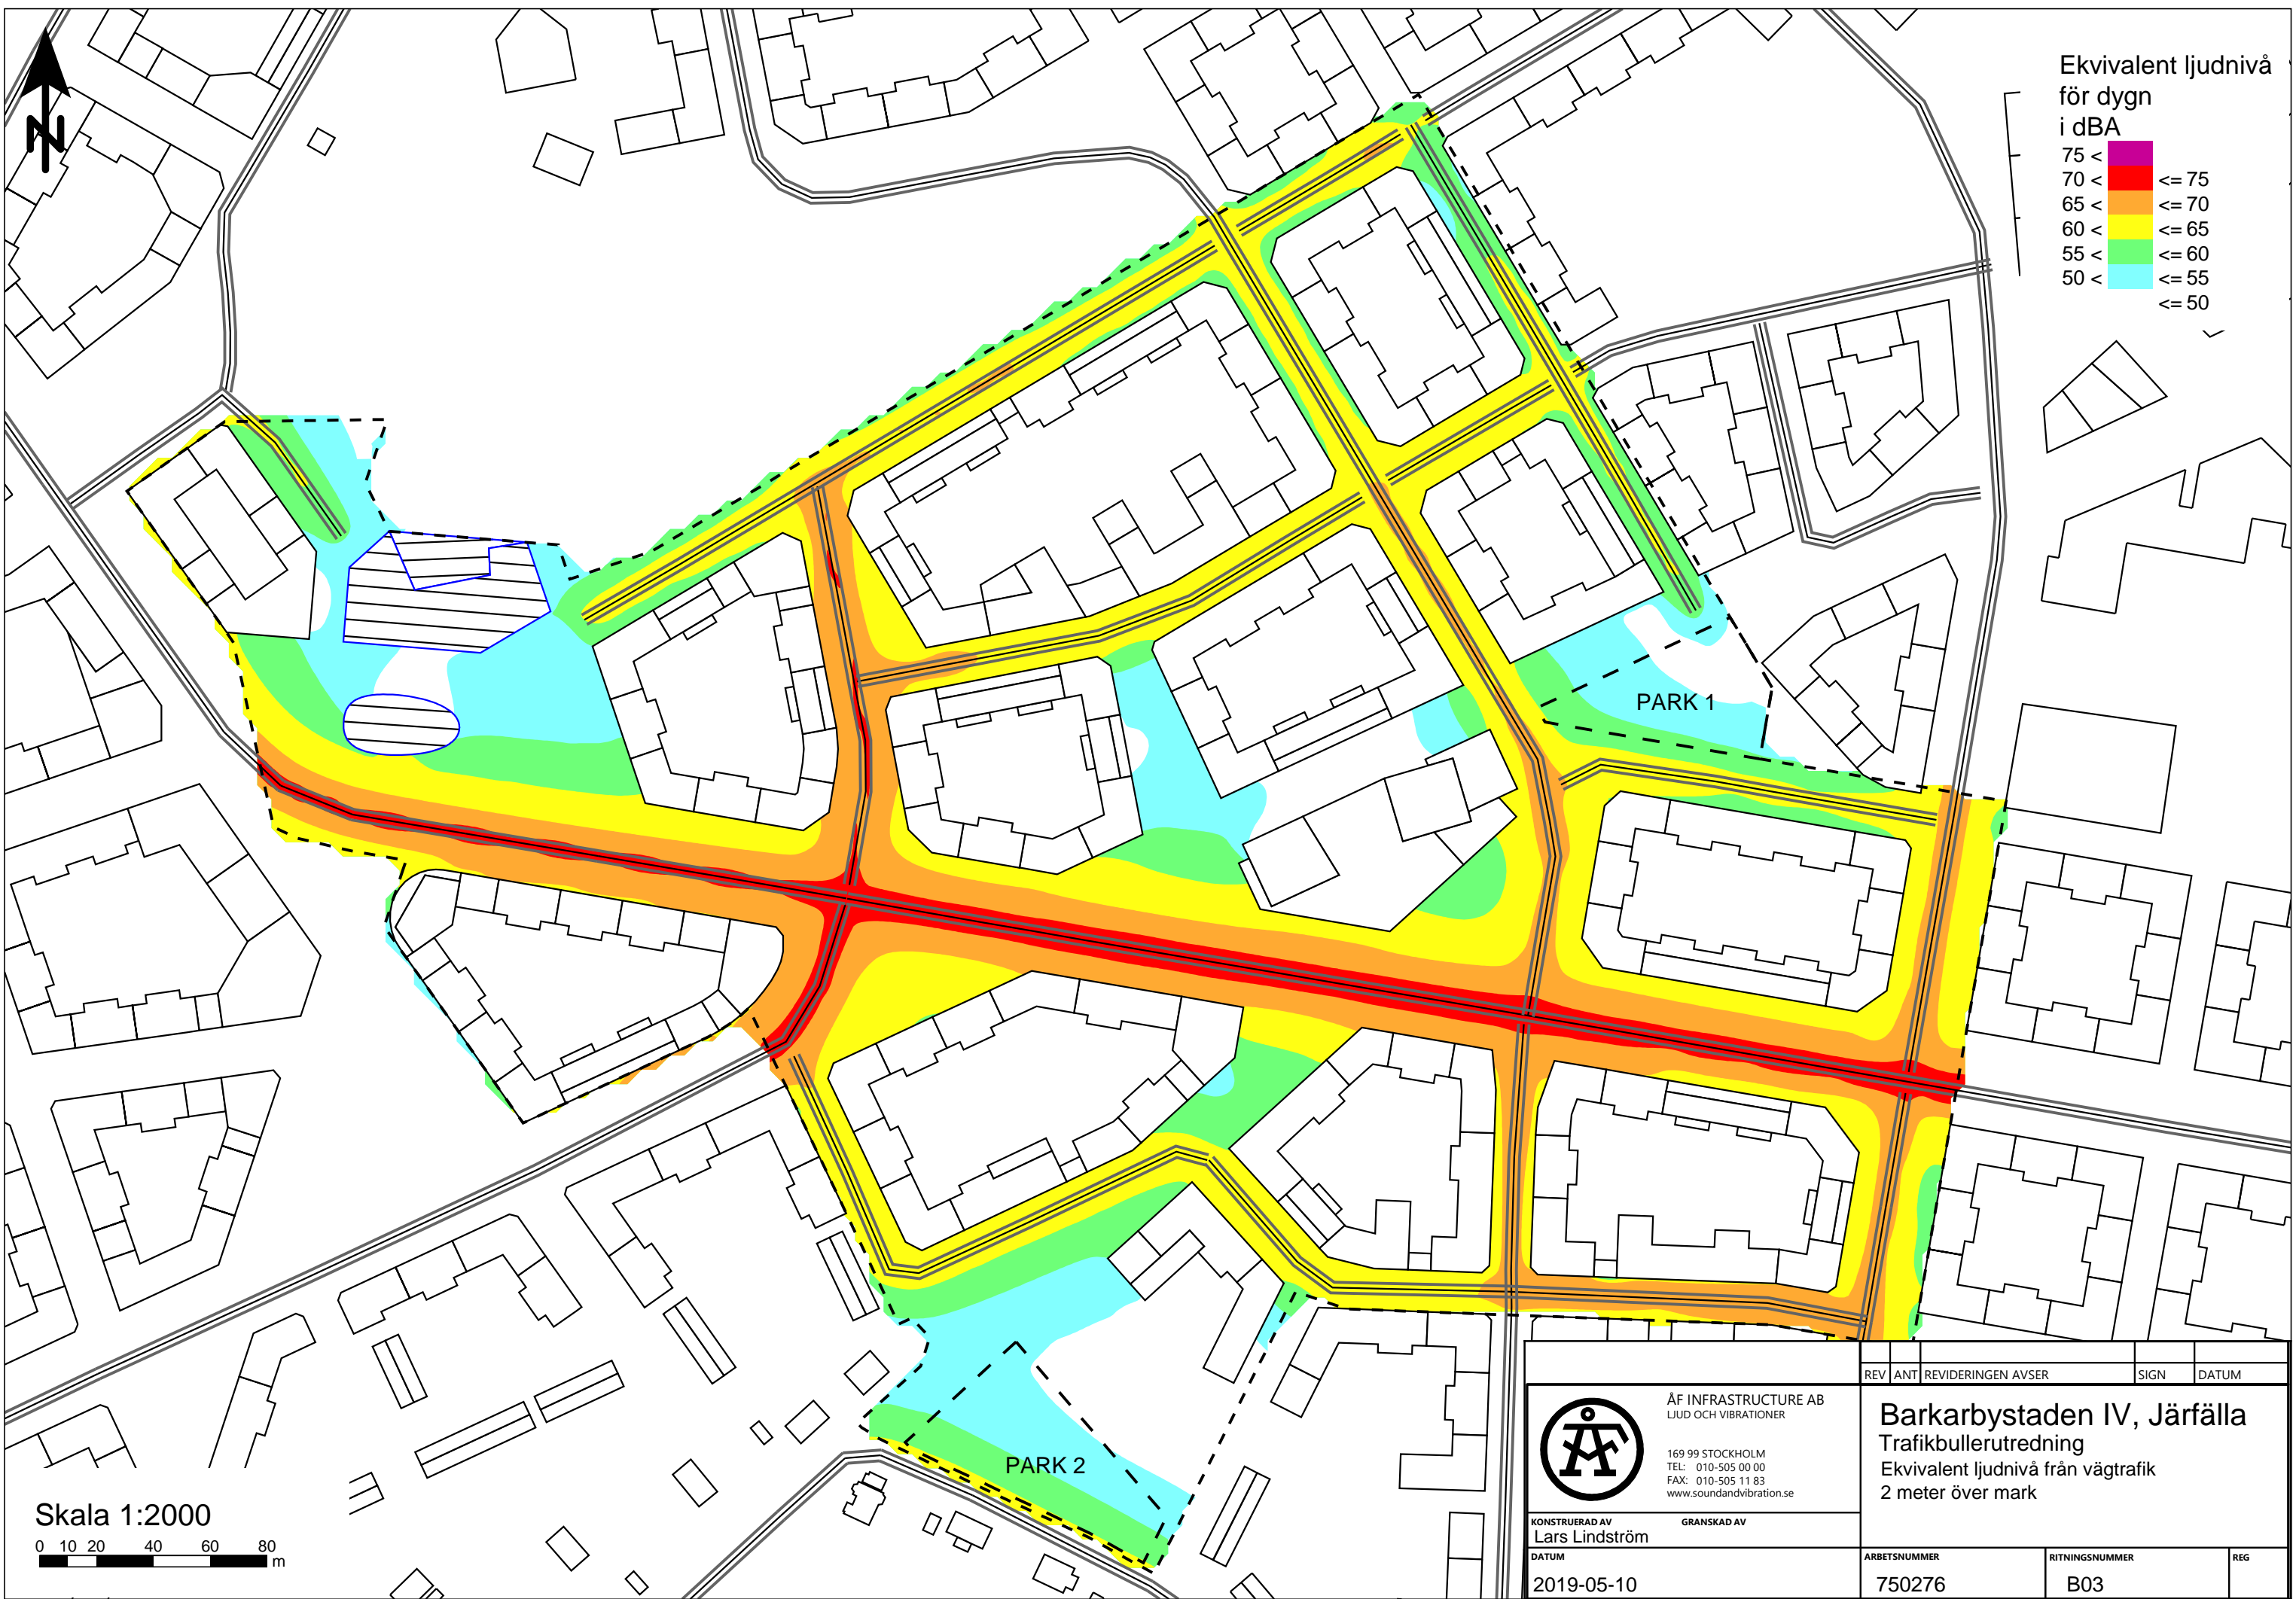 N
Ekvivalent ljudnivå
för dygn
i dBA
75 <
70 < <= 75
65 < <= 70
60 < <= 65
55 < <= 60
50 < <= 55
<= 50
PARK 1
PARK 2
Skala 1:2000
0 10 20 40 60 80 m
REV ANT REVIDERINGEN AVSER SIGN DATUM
ÅF
ÅF INFRASTRUCTURE AB
LJUD OCH VIBRATIONER
169 99 STOCKHOLM
TEL: 010-505 00 00
FAX: 010-505 11 83
www.soundandvibration.se
Barkarbystaden IV, Järfälla
Trafikbullerutredning
Ekvivalent ljudnivå från vägtrafik
2 meter över mark
KONSTRUERAD AV GRANSKAD AV
Lars Lindström
DATUM ARBETSNUMMER RITNINGSNUMMER REG
2019-05-10 750276 B03